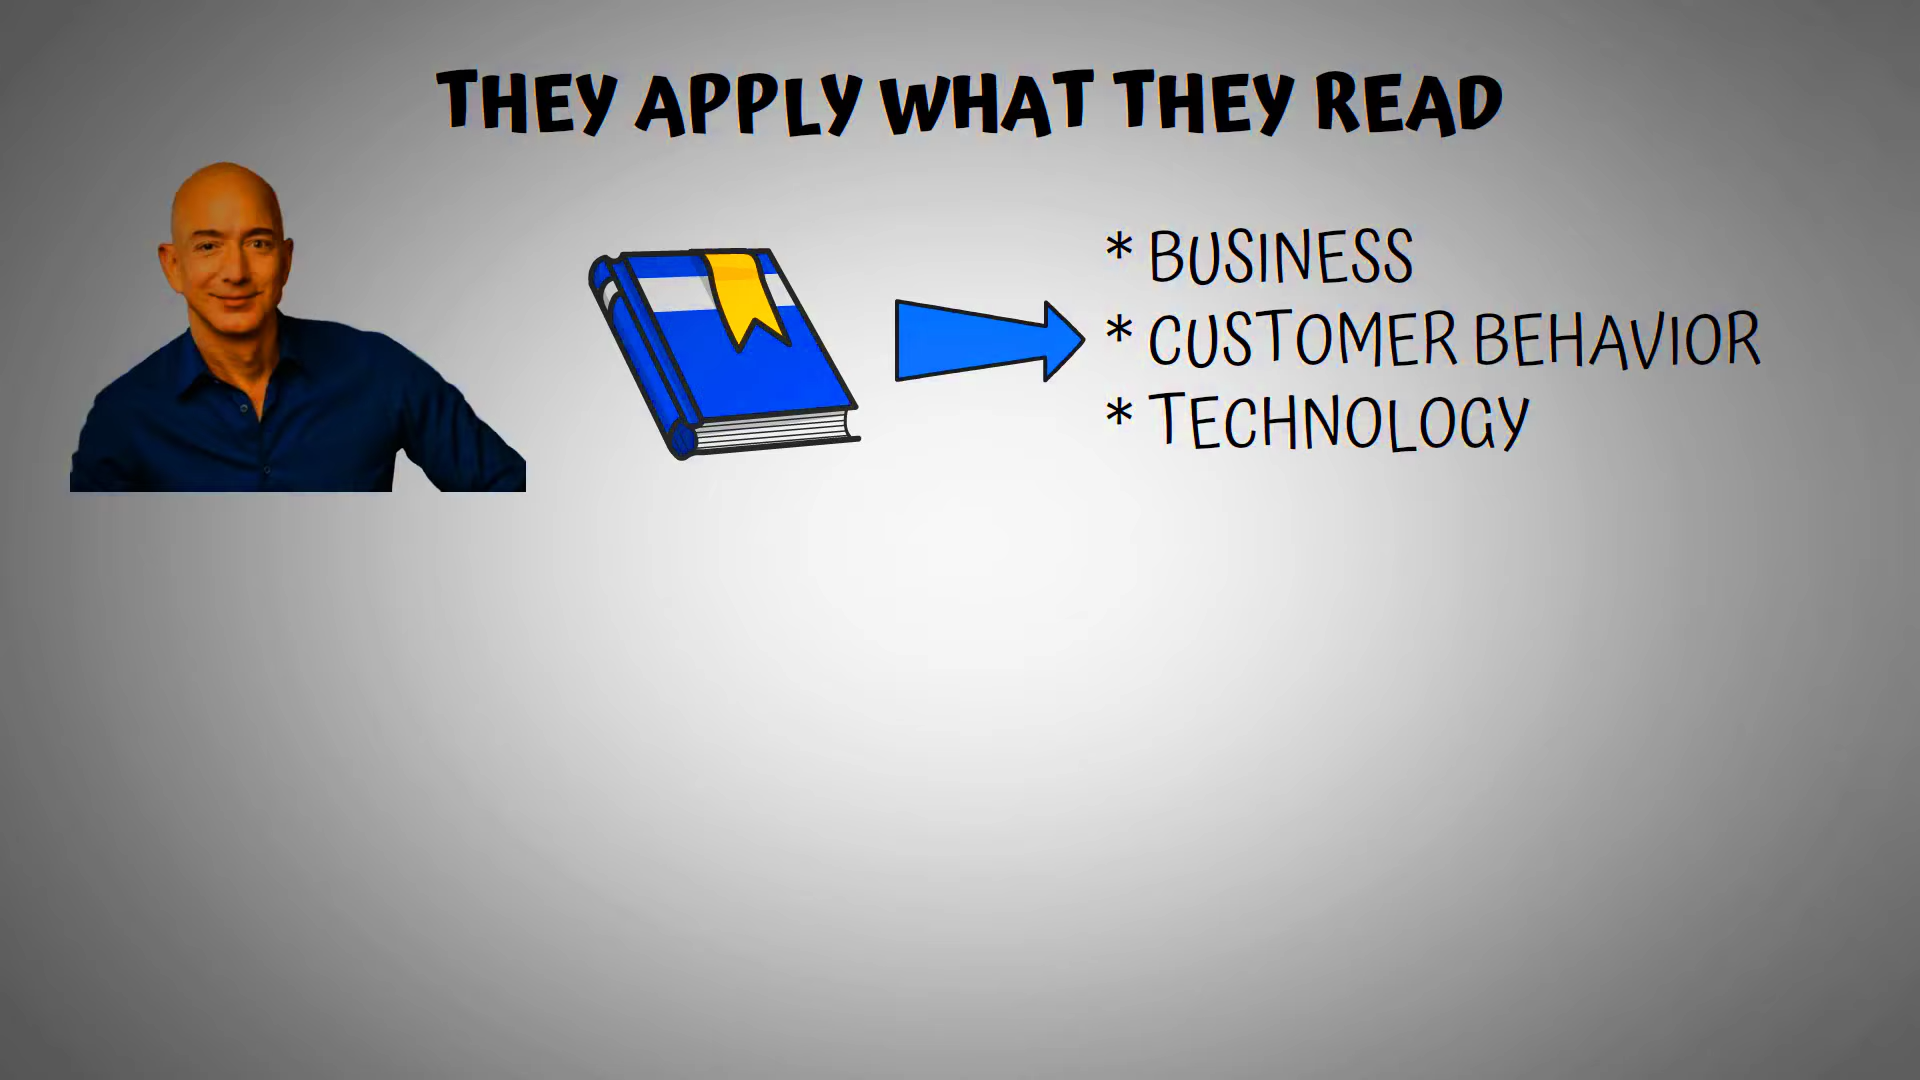 THEY APPLY WHAT THEY READ
* BUSINESS
* CUSTOMER BEHAVIOR
* TECHNOLOGY